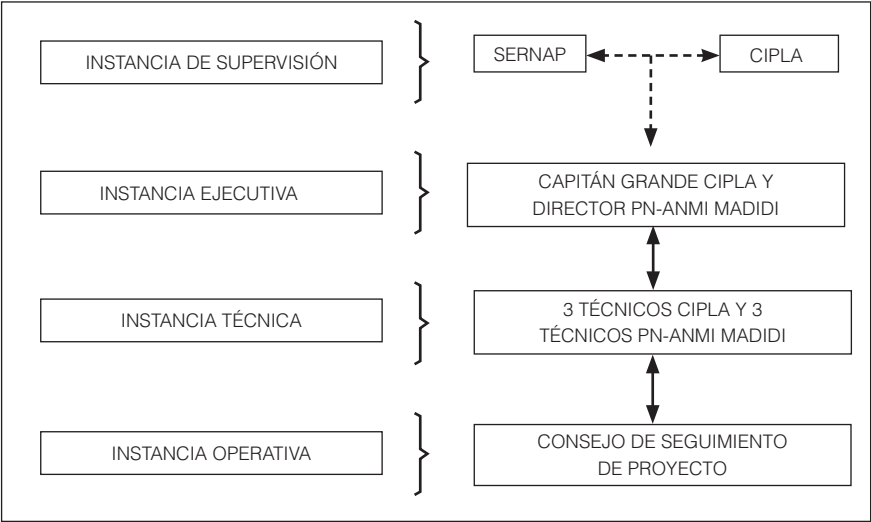 INSTANCIA DE SUPERVISIÓN
SERNAP
CIPLA
INSTANCIA EJECUTIVA
CAPITÁN GRANDE CIPLA Y
DIRECTOR PN-ANMI MADIDI
INSTANCIA TÉCNICA
3 TÉCNICOS CIPLA Y 3
TÉCNICOS PN-ANMI MADIDI
INSTANCIA OPERATIVA
CONSEJO DE SEGUIMIENTO
DE PROYECTO